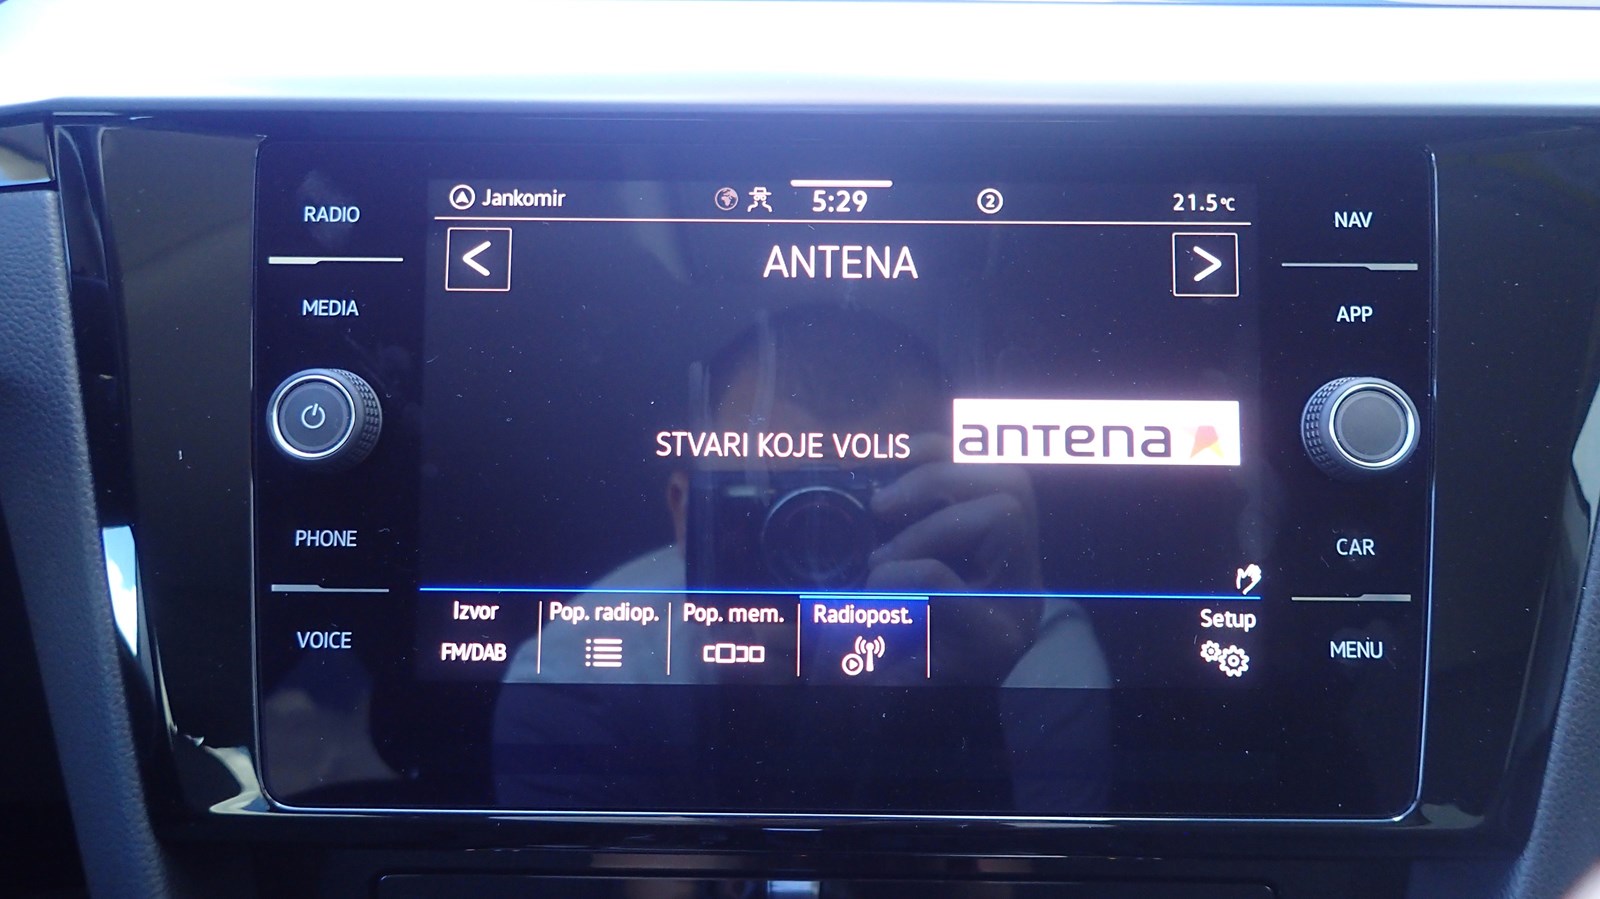 RADIO
MEDIA
PHONE
VOICE
Jankomir
5:29
2
21.5°C
ANTENA
STVARI KOJE VOLIS
antena
Izvor
FM/DAB
Pop. radiop.
Pop. mem.
Radiopost.
Setup
NAV
APP
CAR
MENU